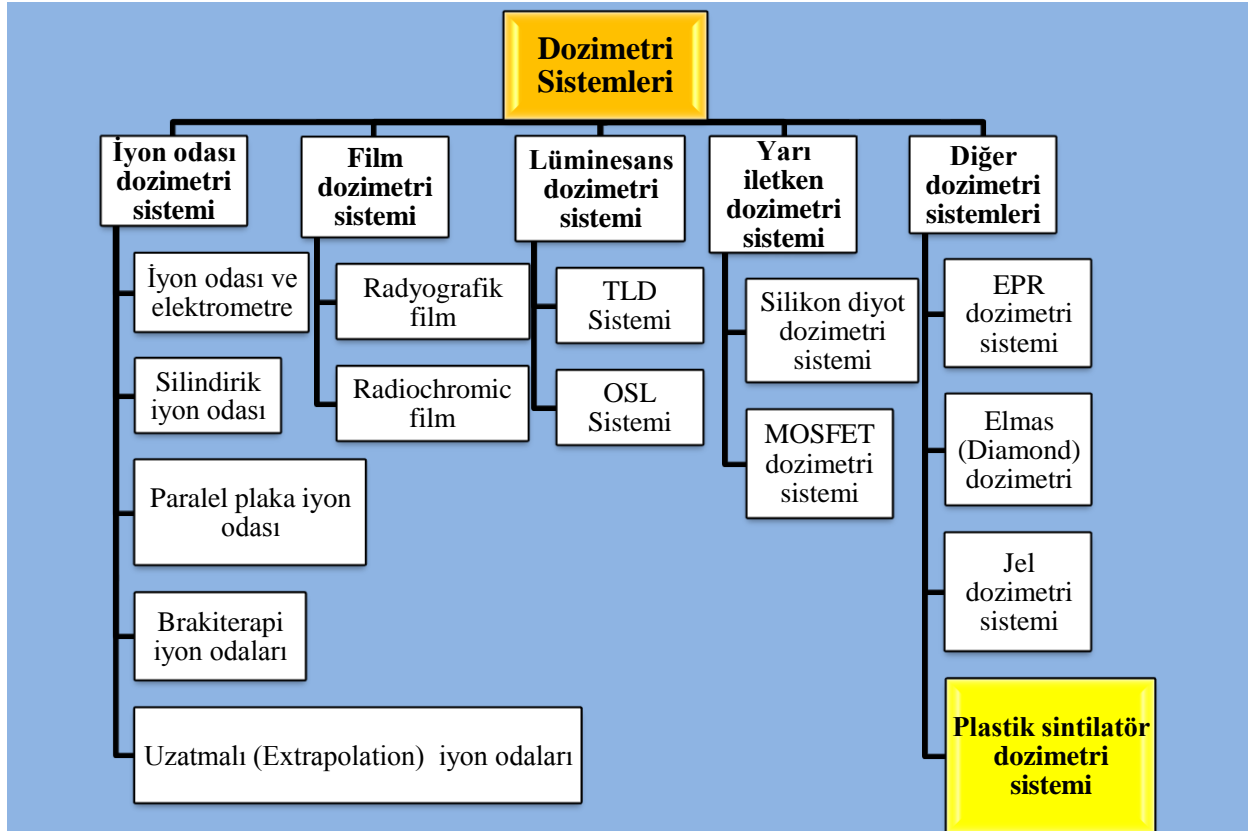 Dozimetri
Sistemleri
İyon odası
dozimetri
sistemi
İyon odası ve
elektrometre
Silindirik
iyon odası
Paralel plaka iyon
odası
Brakiterapi
iyon odaları
Uzatmalı (Extrapolation) iyon odaları
Film
dozimetri
sistemi
Radyografik
film
Radiochromic
film
Lüminesans
dozimetri
sistemi
TLD
Sistemi
OSL
Sistemi
Yarı
iletken
dozimetri
sistemi
Silikon diyot
dozimetri
sistemi
MOSFET
dozimetri
sistemi
Diğer
dozimetri
sistemleri
EPR
dozimetri
sistemi
Elmas
(Diamond)
dozimetri
Jel
dozimetri
sistemi
Plastik sintilatör
dozimetri
sistemi